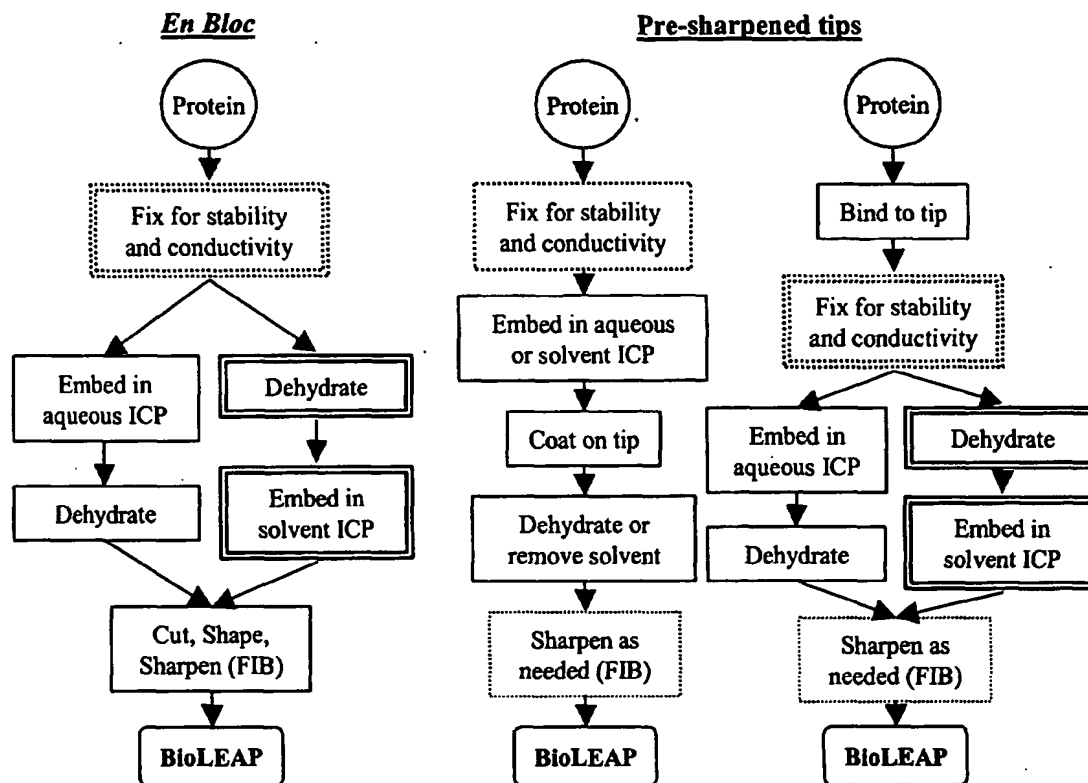 En Bloc
Protein
Fix for stability
and conductivity
Embed in
aqueous ICP
Dehydrate
Dehydrate
Embed in
solvent ICP
Cut, Shape,
Sharpen (FIB)
BioLEAP
Pre-sharpened tips
Protein
Fix for stability
and conductivity
Embed in aqueous
or solvent ICP
Coat on tip
Dehydrate or
remove solvent
Sharpen as
needed (FIB)
BioLEAP
Protein
Bind to tip
Fix for stability
and conductivity
Embed in
aqueous ICP
Dehydrate
Dehydrate
Embed in
solvent ICP
Sharpen as
needed (FIB)
BioLEAP